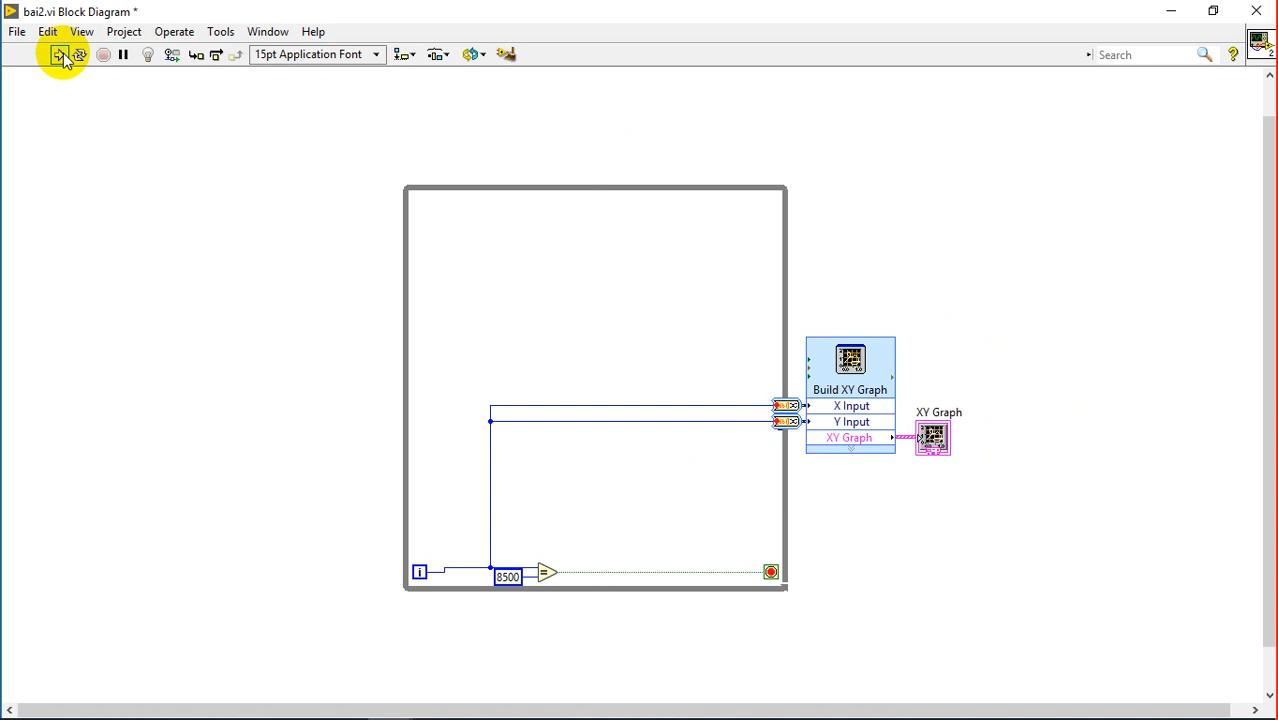 bai2.vi Block Diagram *
File Edit View Project Operate Tools Window Help
15pt Application Font Search ?
2
Build XY Graph
X Input
Y Input
XY Graph
XY Graph
i 8500 =